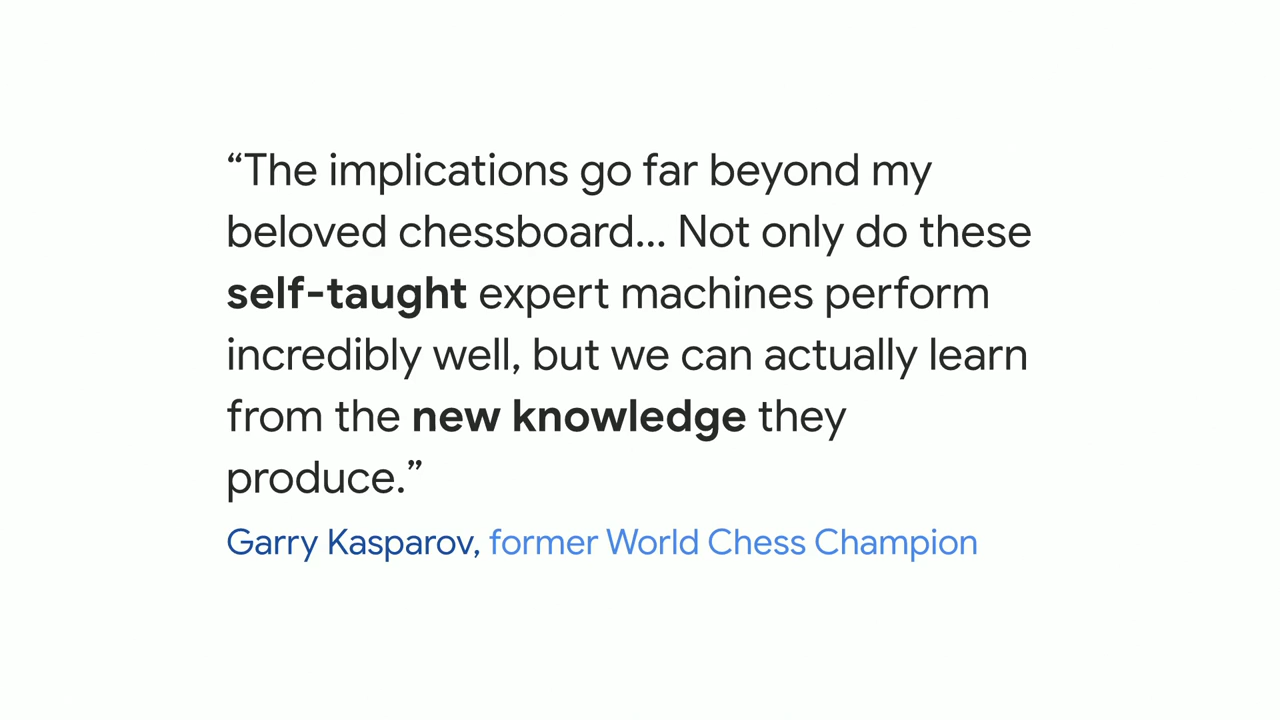 “The implications go far beyond my
beloved chessboard... Not only do these
self-taught expert machines perform
incredibly well, but we can actually learn
from the new knowledge they
produce.”
Garry Kasparov, former World Chess Champion